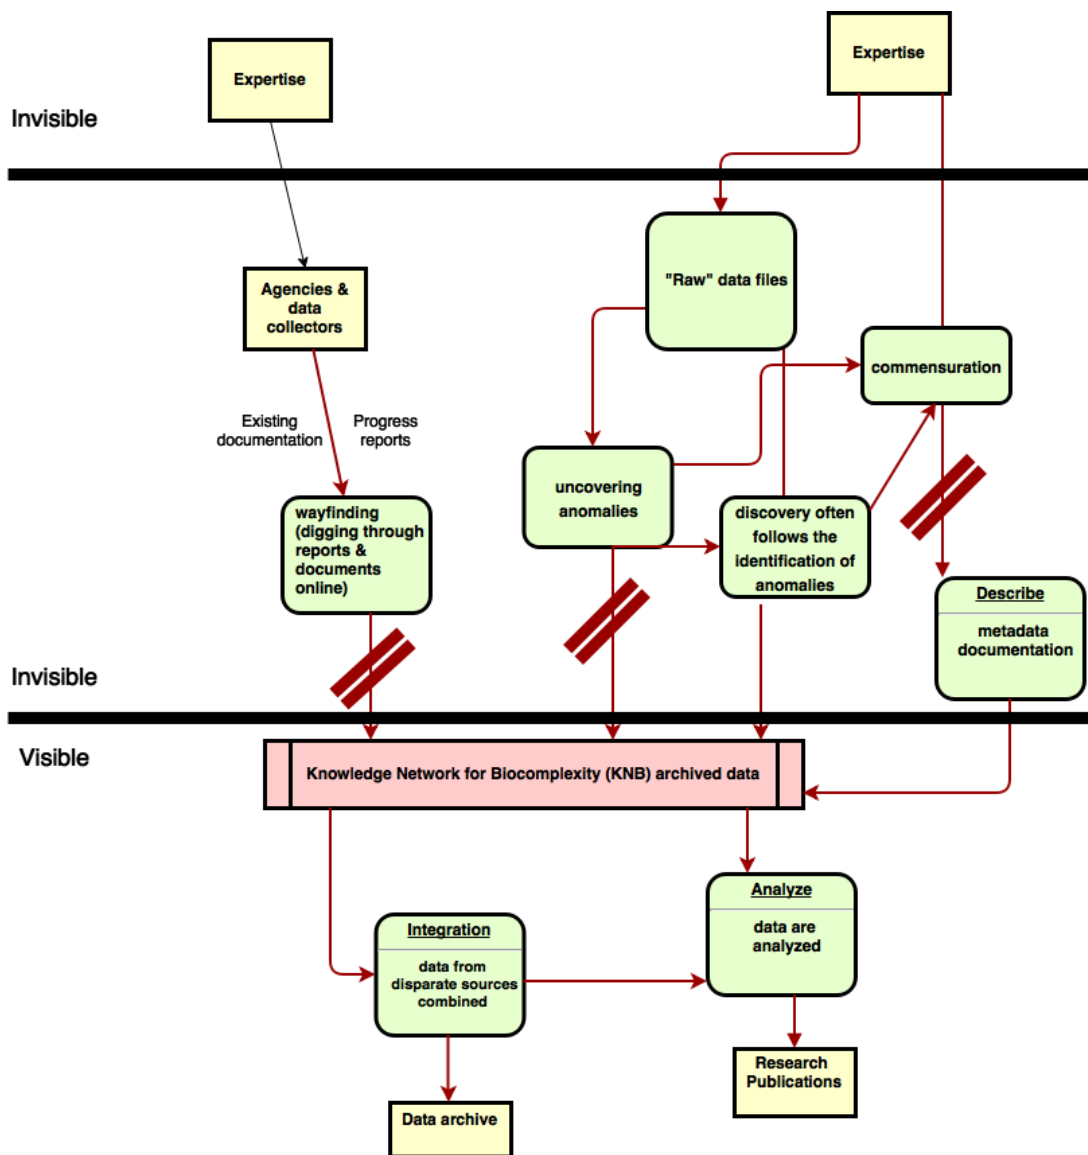 Expertise
Expertise
Invisible
"Raw" data files
Agencies &
data
collectors
commensuration
Existing
documentation
Progress
reports
uncovering
anomalies
wayfinding
(digging through
reports &
documents
online)
discovery often
follows the
identification of
anomalies
Describe
metadata
documentation
Invisible
Visible
Knowledge Network for Biocomplexity (KNB) archived data
Analyze
data are
analyzed
Integration
data from
disparate sources
combined
Research
Publications
Data archive